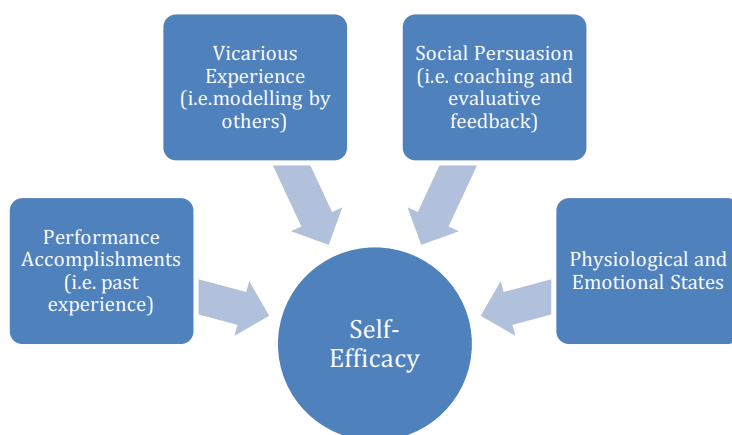 Vicarious
Experience
(i.e.modelling by
others)
Social Persuasion
(i.e. coaching and
evaluative
feedback)
Performance
Accomplishments
(i.e. past
experience)
Physiological and
Emotional States
Self-
Efficacy